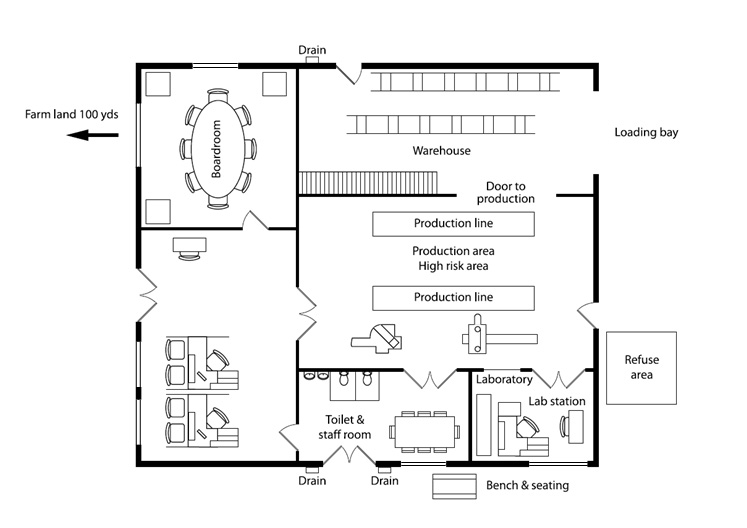 Drain
Farm land 100 yds
Boardroom
Loading bay
Warehouse
Door to
production
Production line
Production area
High risk area
Production line
Refuse
area
Laboratory
Lab station
Toilet &
staff room
Drain
Drain
Bench & seating